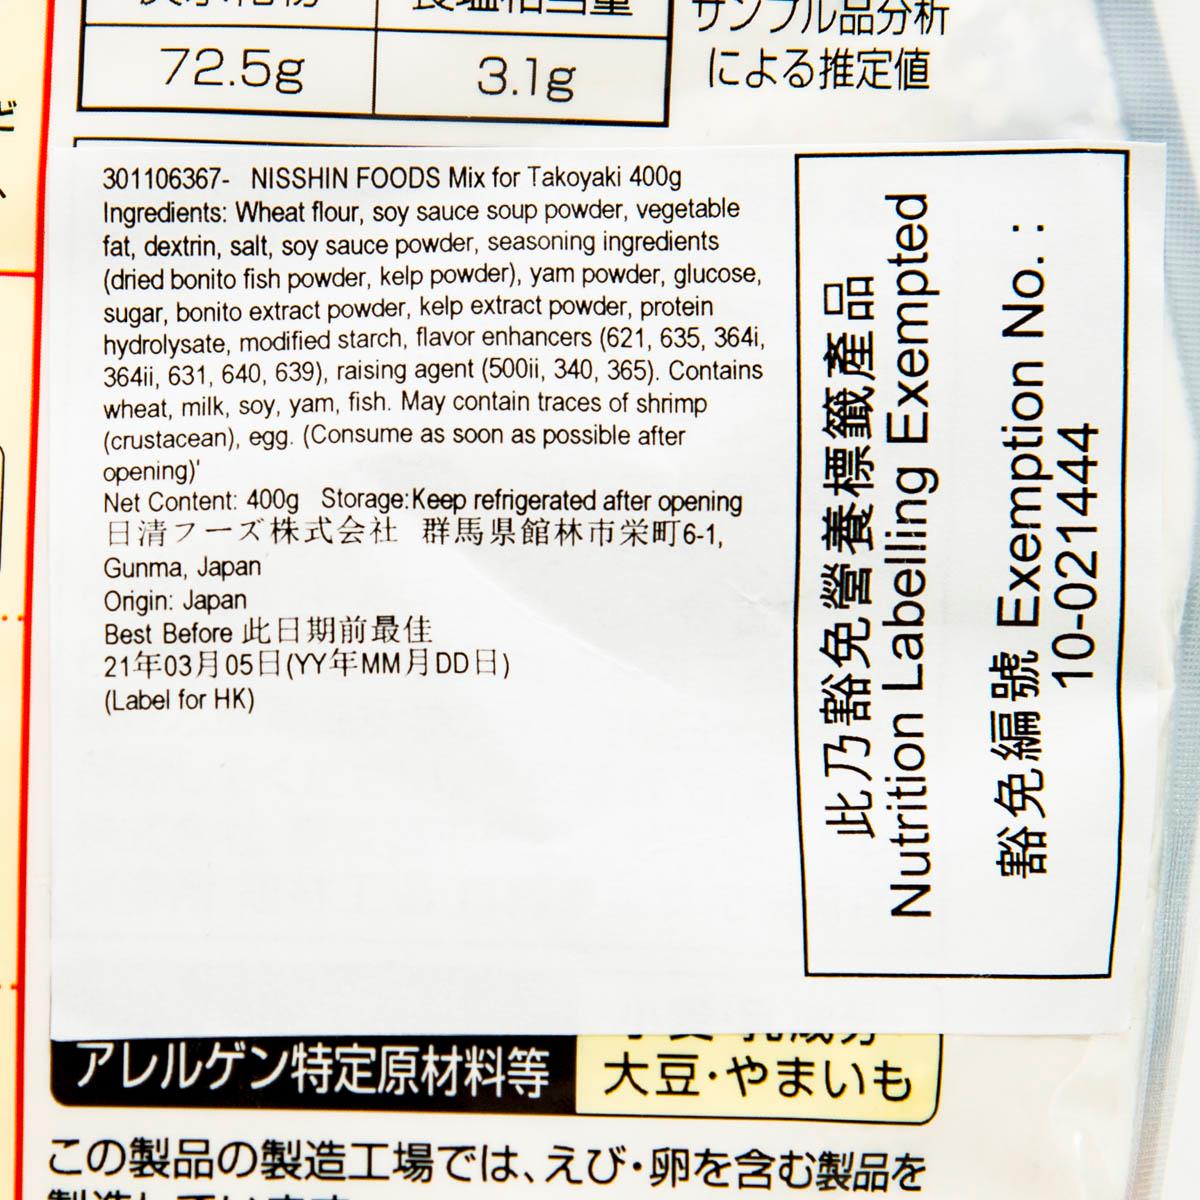 72.5g
3.1g
サンプル品分析
による推定値
301106367- NISSHIN FOODS Mix for Takoyaki 400g
Ingredients: Wheat flour, soy sauce soup powder, vegetable
fat, dextrin, salt, soy sauce powder, seasoning ingredients
(dried bonito fish powder, kelp powder), yam powder, glucose,
sugar, bonito extract powder, kelp extract powder, protein
hydrolysate, modified starch, flavor enhancers (621, 635, 364i,
364ii, 631, 640, 639), raising agent (500ii, 340, 365). Contains
wheat, milk, soy, yam, fish. May contain traces of shrimp
(crustacean), egg. (Consume as soon as possible after
opening)'
Net Content: 400g Storage:Keep refrigerated after opening
日清フーズ株式会社 群馬県館林市栄町6-1,
Gunma, Japan
Origin: Japan
Best Before 此日期前最佳
21年03月05日(YY年MM月DD日)
(Label for HK)
此乃豁免營養標籤產品
Nutrition Labelling Exempted
豁免編號 Exemption No. :
10-021444
アレルゲン特定原材料等
大豆・やまいも
この製品の製造工場では、えび・卵を含む製品を